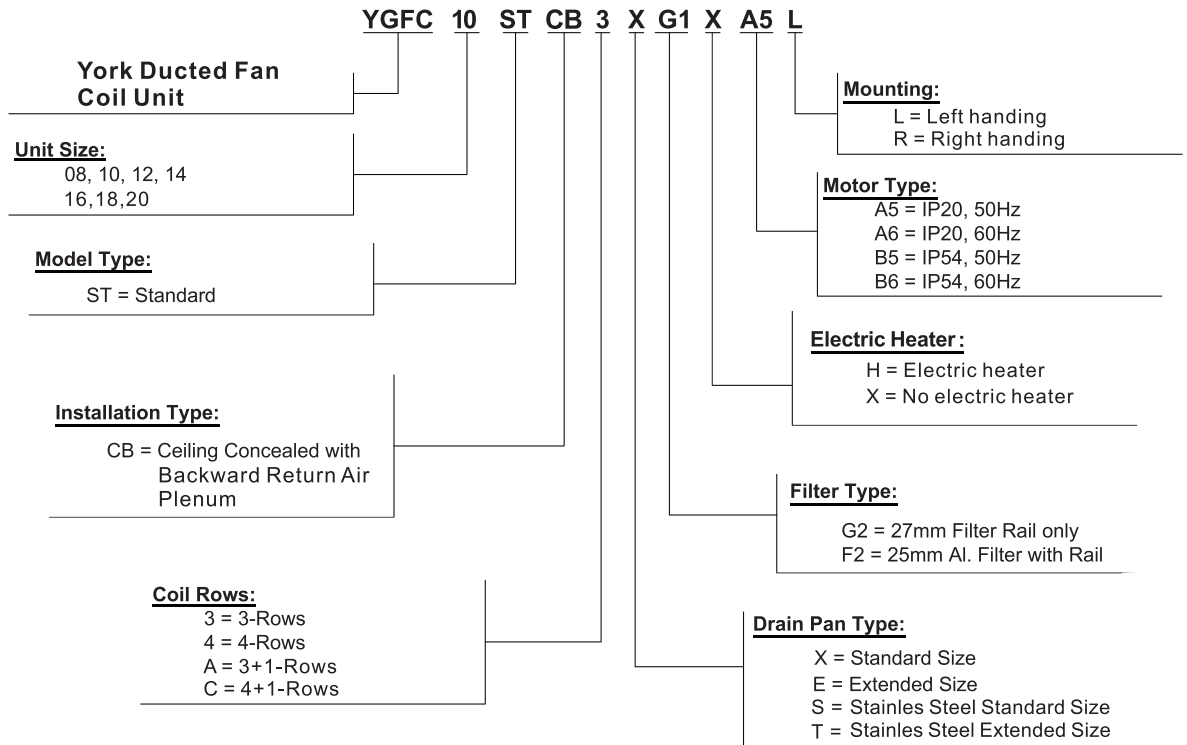 YGFC 10 ST CB 3 X G1 X A5 L
York Ducted Fan
Coil Unit
Unit Size:
08, 10, 12, 14
16,18,20
Model Type:
ST = Standard
Installation Type:
CB = Ceiling Concealed with
Backward Return Air
Plenum
Coil Rows:
3 = 3-Rows
4 = 4-Rows
A = 3+1-Rows
C = 4+1-Rows
Mounting:
L = Left handing
R = Right handing
Motor Type:
A5 = IP20, 50Hz
A6 = IP20, 60Hz
B5 = IP54, 50Hz
B6 = IP54, 60Hz
Electric Heater:
H = Electric heater
X = No electric heater
Filter Type:
G2 = 27mm Filter Rail only
F2 = 25mm Al. Filter with Rail
Drain Pan Type:
X = Standard Size
E = Extended Size
S = Stainles Steel Standard Size
T = Stainles Steel Extended Size